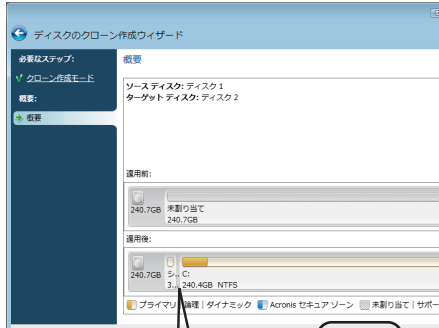 ディスクのクローン作成ウィザード
必要なステップ:
クローン作成モード
概要:
概要
概要
ソース ディスク: ディスク 1
ターゲット ディスク: ディスク 2
適用前:
240.7GB
未割り当て
240.7GB
適用後:
240.7GB
シ...
3...
C:
240.4GB NTFS
プライマリ 論理 | ダイナミック Acronis セキュア ゾーン 未割り当て | サポー